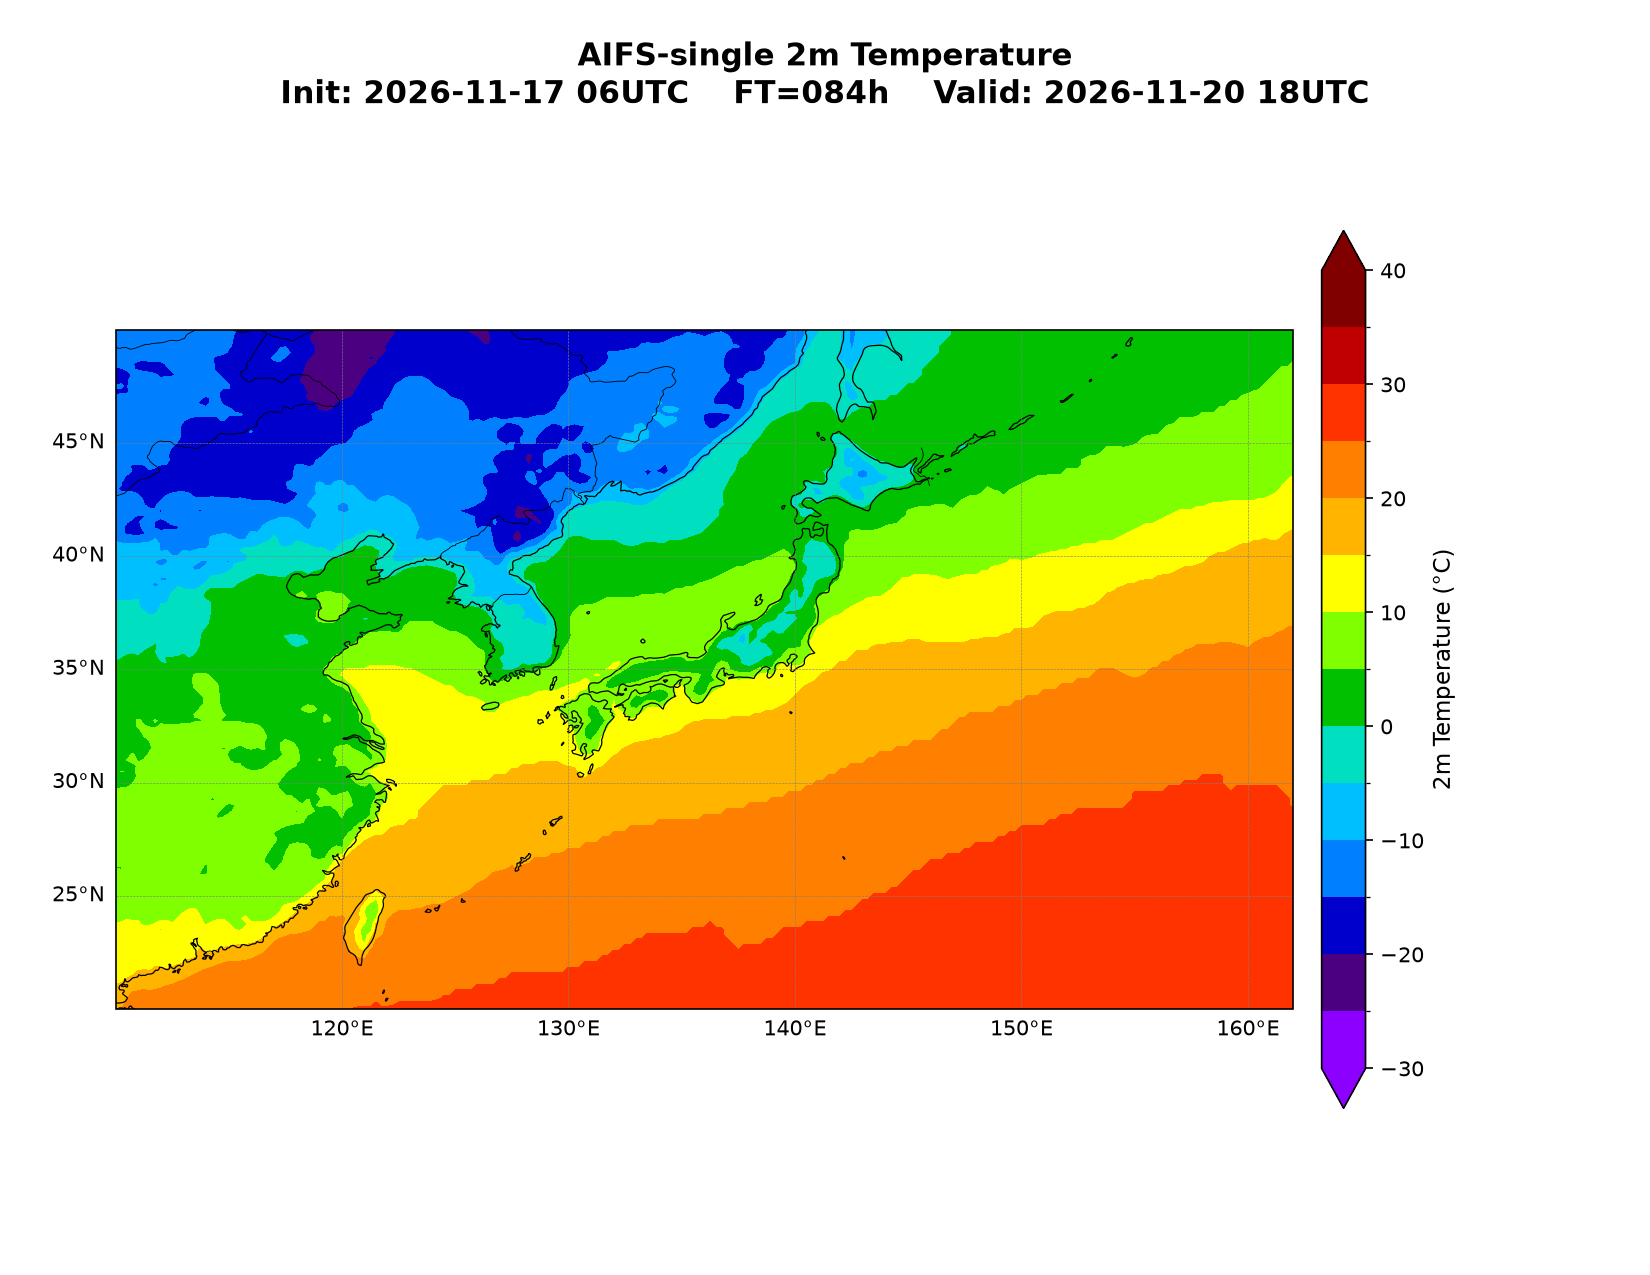 AIFS-single 2m Temperature
Init: 2026-11-17 06UTC    FT=084h    Valid: 2026-11-20 18UTC
45°N
40°N
35°N
30°N
25°N
120°E
130°E
140°E
150°E
160°E
40
30
20
10
0
−10
−20
−30
2m Temperature (°C)